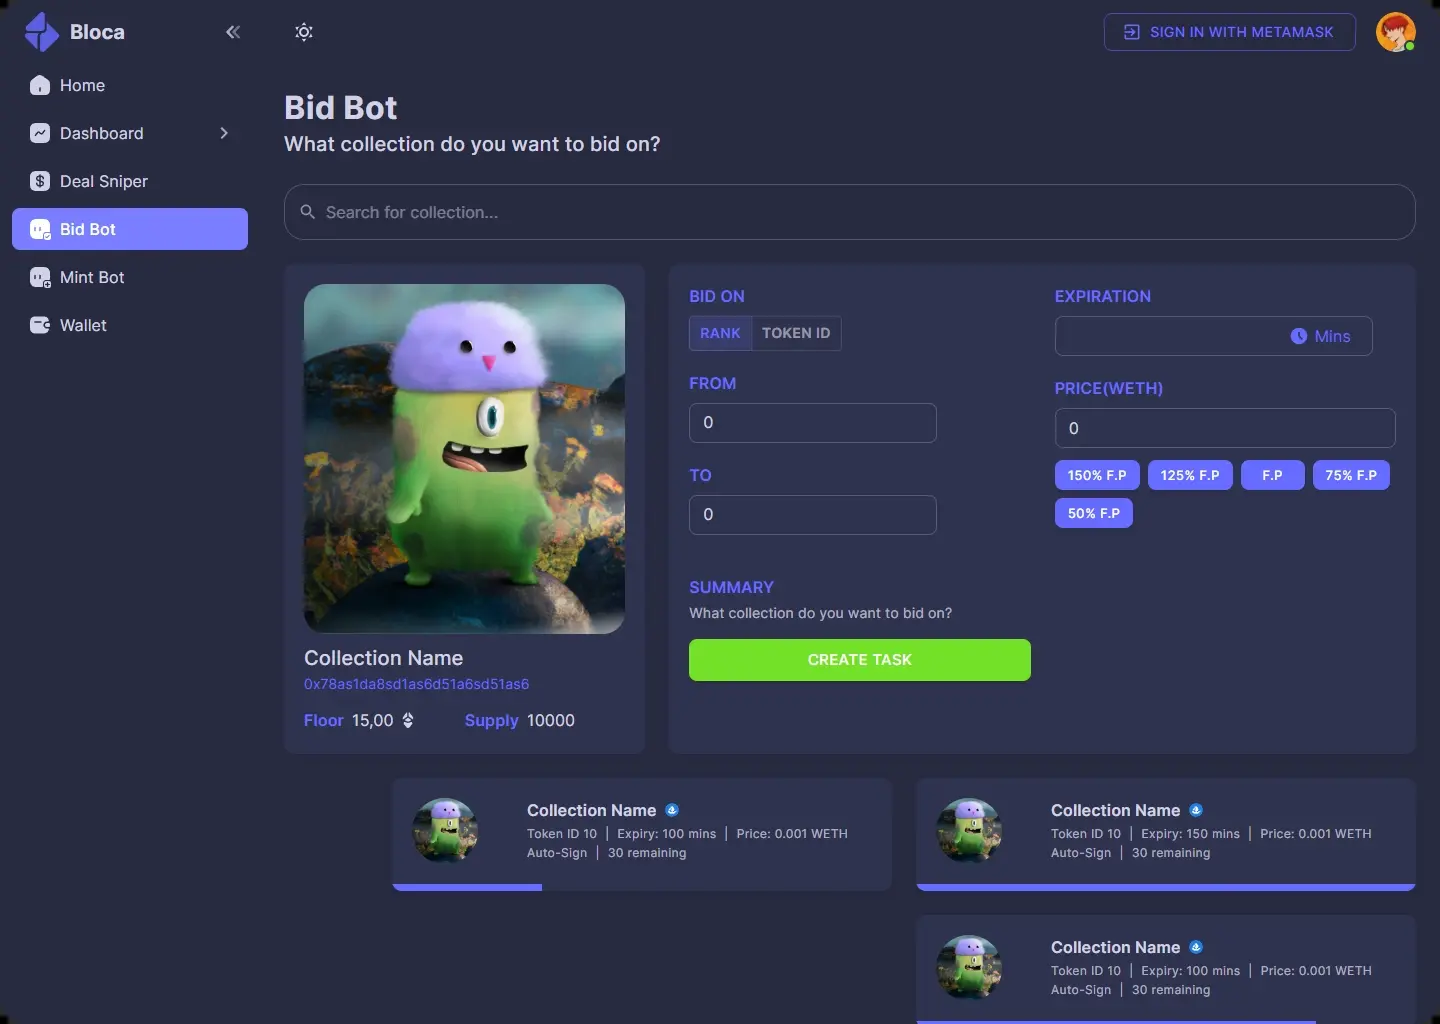 Bloca
SIGN IN WITH METAMASK
Home
Dashboard
Deal Sniper
Bid Bot
Mint Bot
Wallet
Bid Bot
What collection do you want to bid on?
Search for collection...
Collection Name
0x78as1da8sd1as6d51a6sd51as6
Floor 15,00
Supply 10000
BID ON
RANK TOKEN ID
FROM
0
TO
0
EXPIRATION
Mins
PRICE(WETH)
0
150% F.P 125% F.P F.P 75% F.P
50% F.P
SUMMARY
What collection do you want to bid on?
CREATE TASK
Collection Name
Token ID 10 | Expiry: 100 mins | Price: 0.001 WETH
Auto-Sign | 30 remaining
Collection Name
Token ID 10 | Expiry: 150 mins | Price: 0.001 WETH
Auto-Sign | 30 remaining
Collection Name
Token ID 10 | Expiry: 100 mins | Price: 0.001 WETH
Auto-Sign | 30 remaining